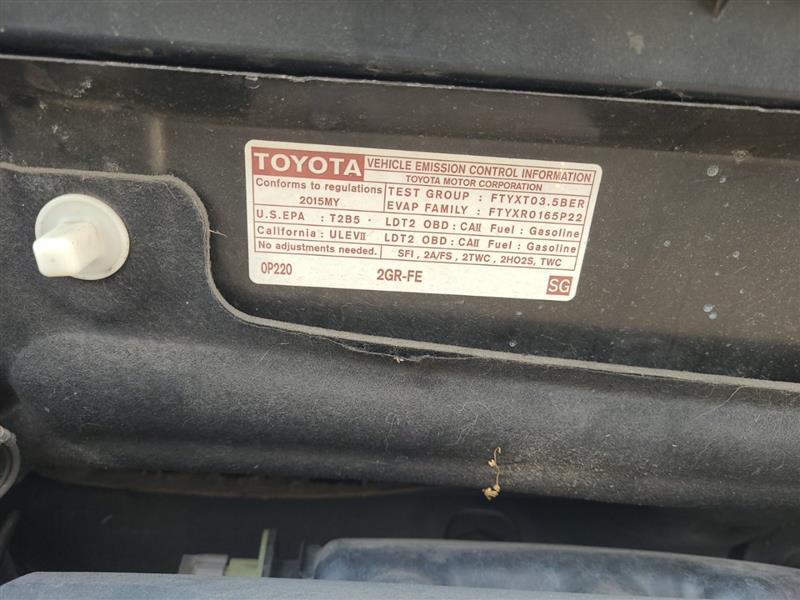 TOYOTA VEHICLE EMISSION CONTROL INFORMATION
TOYOTA MOTOR CORPORATION
Conforms to regulations
2015MY
TEST GROUP : FTYXT03.5BER
EVAP FAMILY : FTYXR0165P22
U.S.EPA : T2B5 · LDT2 OBD : CAII Fuel : Gasoline
California : ULEVII LDT2 OBD : CAII Fuel : Gasoline
No adjustments needed. SFI , 2A/FS , 2TWC , 2HO2S, TWC
0P220 2GR-FE SG